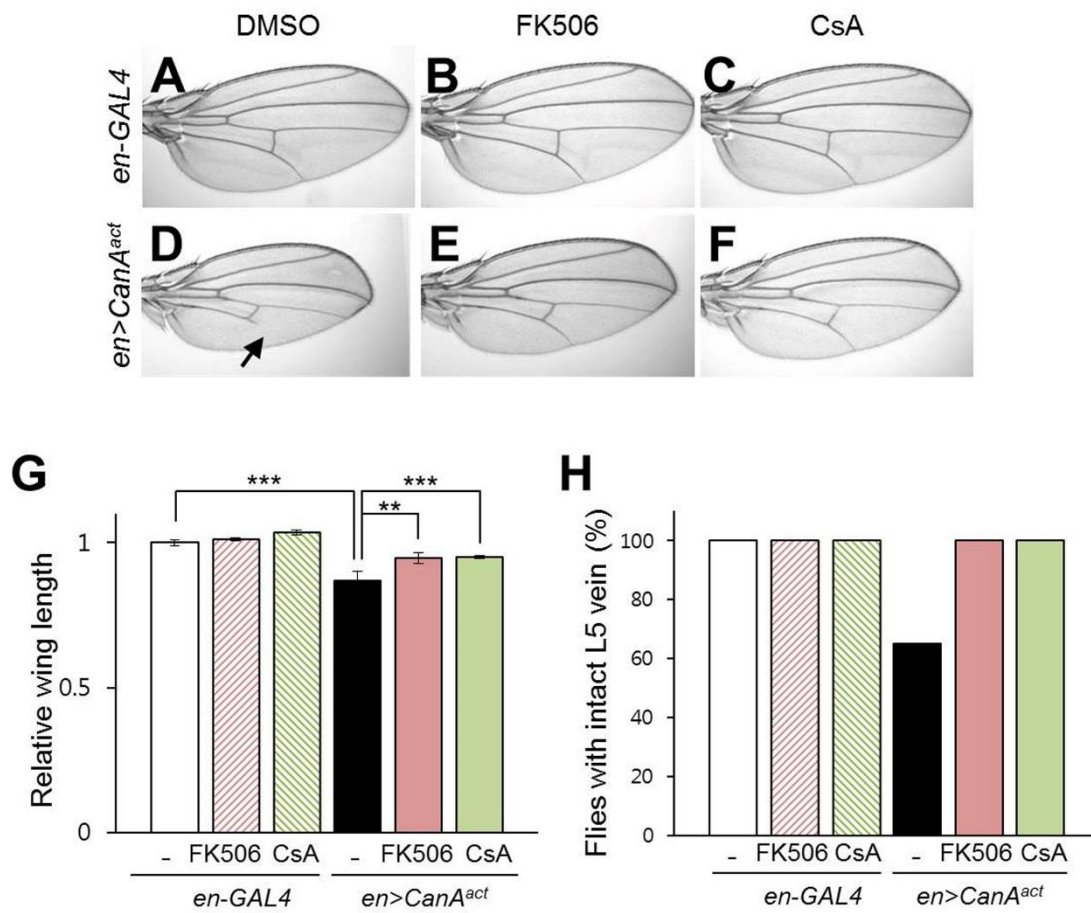 DMSO FK506 CsA
en-GAL4
A B C
en>CanAact
D E F
G
*** ***
**
Relative wing length
1
0.5
0
- FK506 CsA - FK506 CsA
en-GAL4 en>CanAact
H
Flies with intact L5 vein (%)
100
80
60
40
20
0
- FK506 CsA - FK506 CsA
en-GAL4 en>CanAact